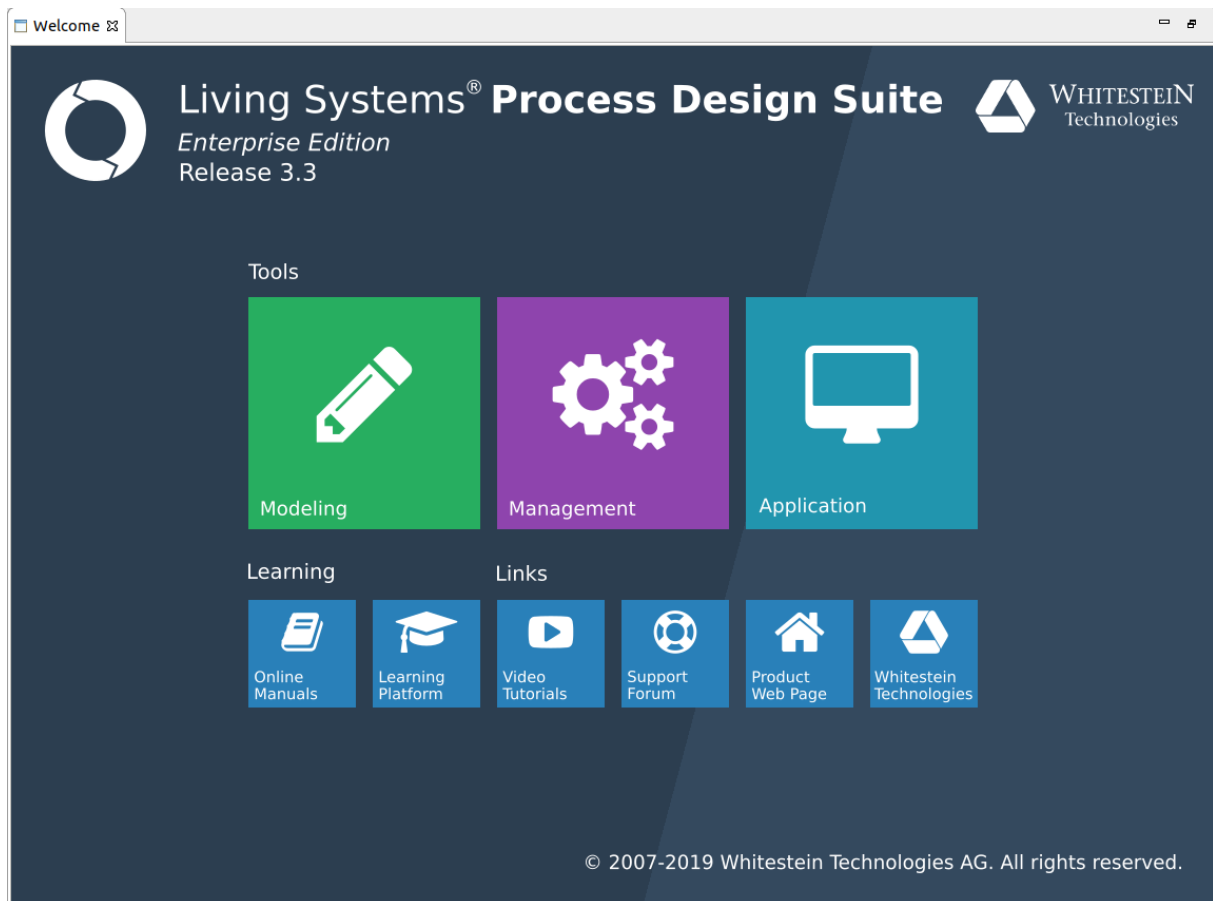 Welcome
Living Systems® Process Design Suite
Enterprise Edition
Release 3.3
WHITESTEIN
Technologies
Tools
Modeling
Management
Application
Learning
Links
Online
Manuals
Learning
Platform
Video
Tutorials
Support
Forum
Product
Web Page
Whitestein
Technologies
© 2007-2019 Whitestein Technologies AG. All rights reserved.